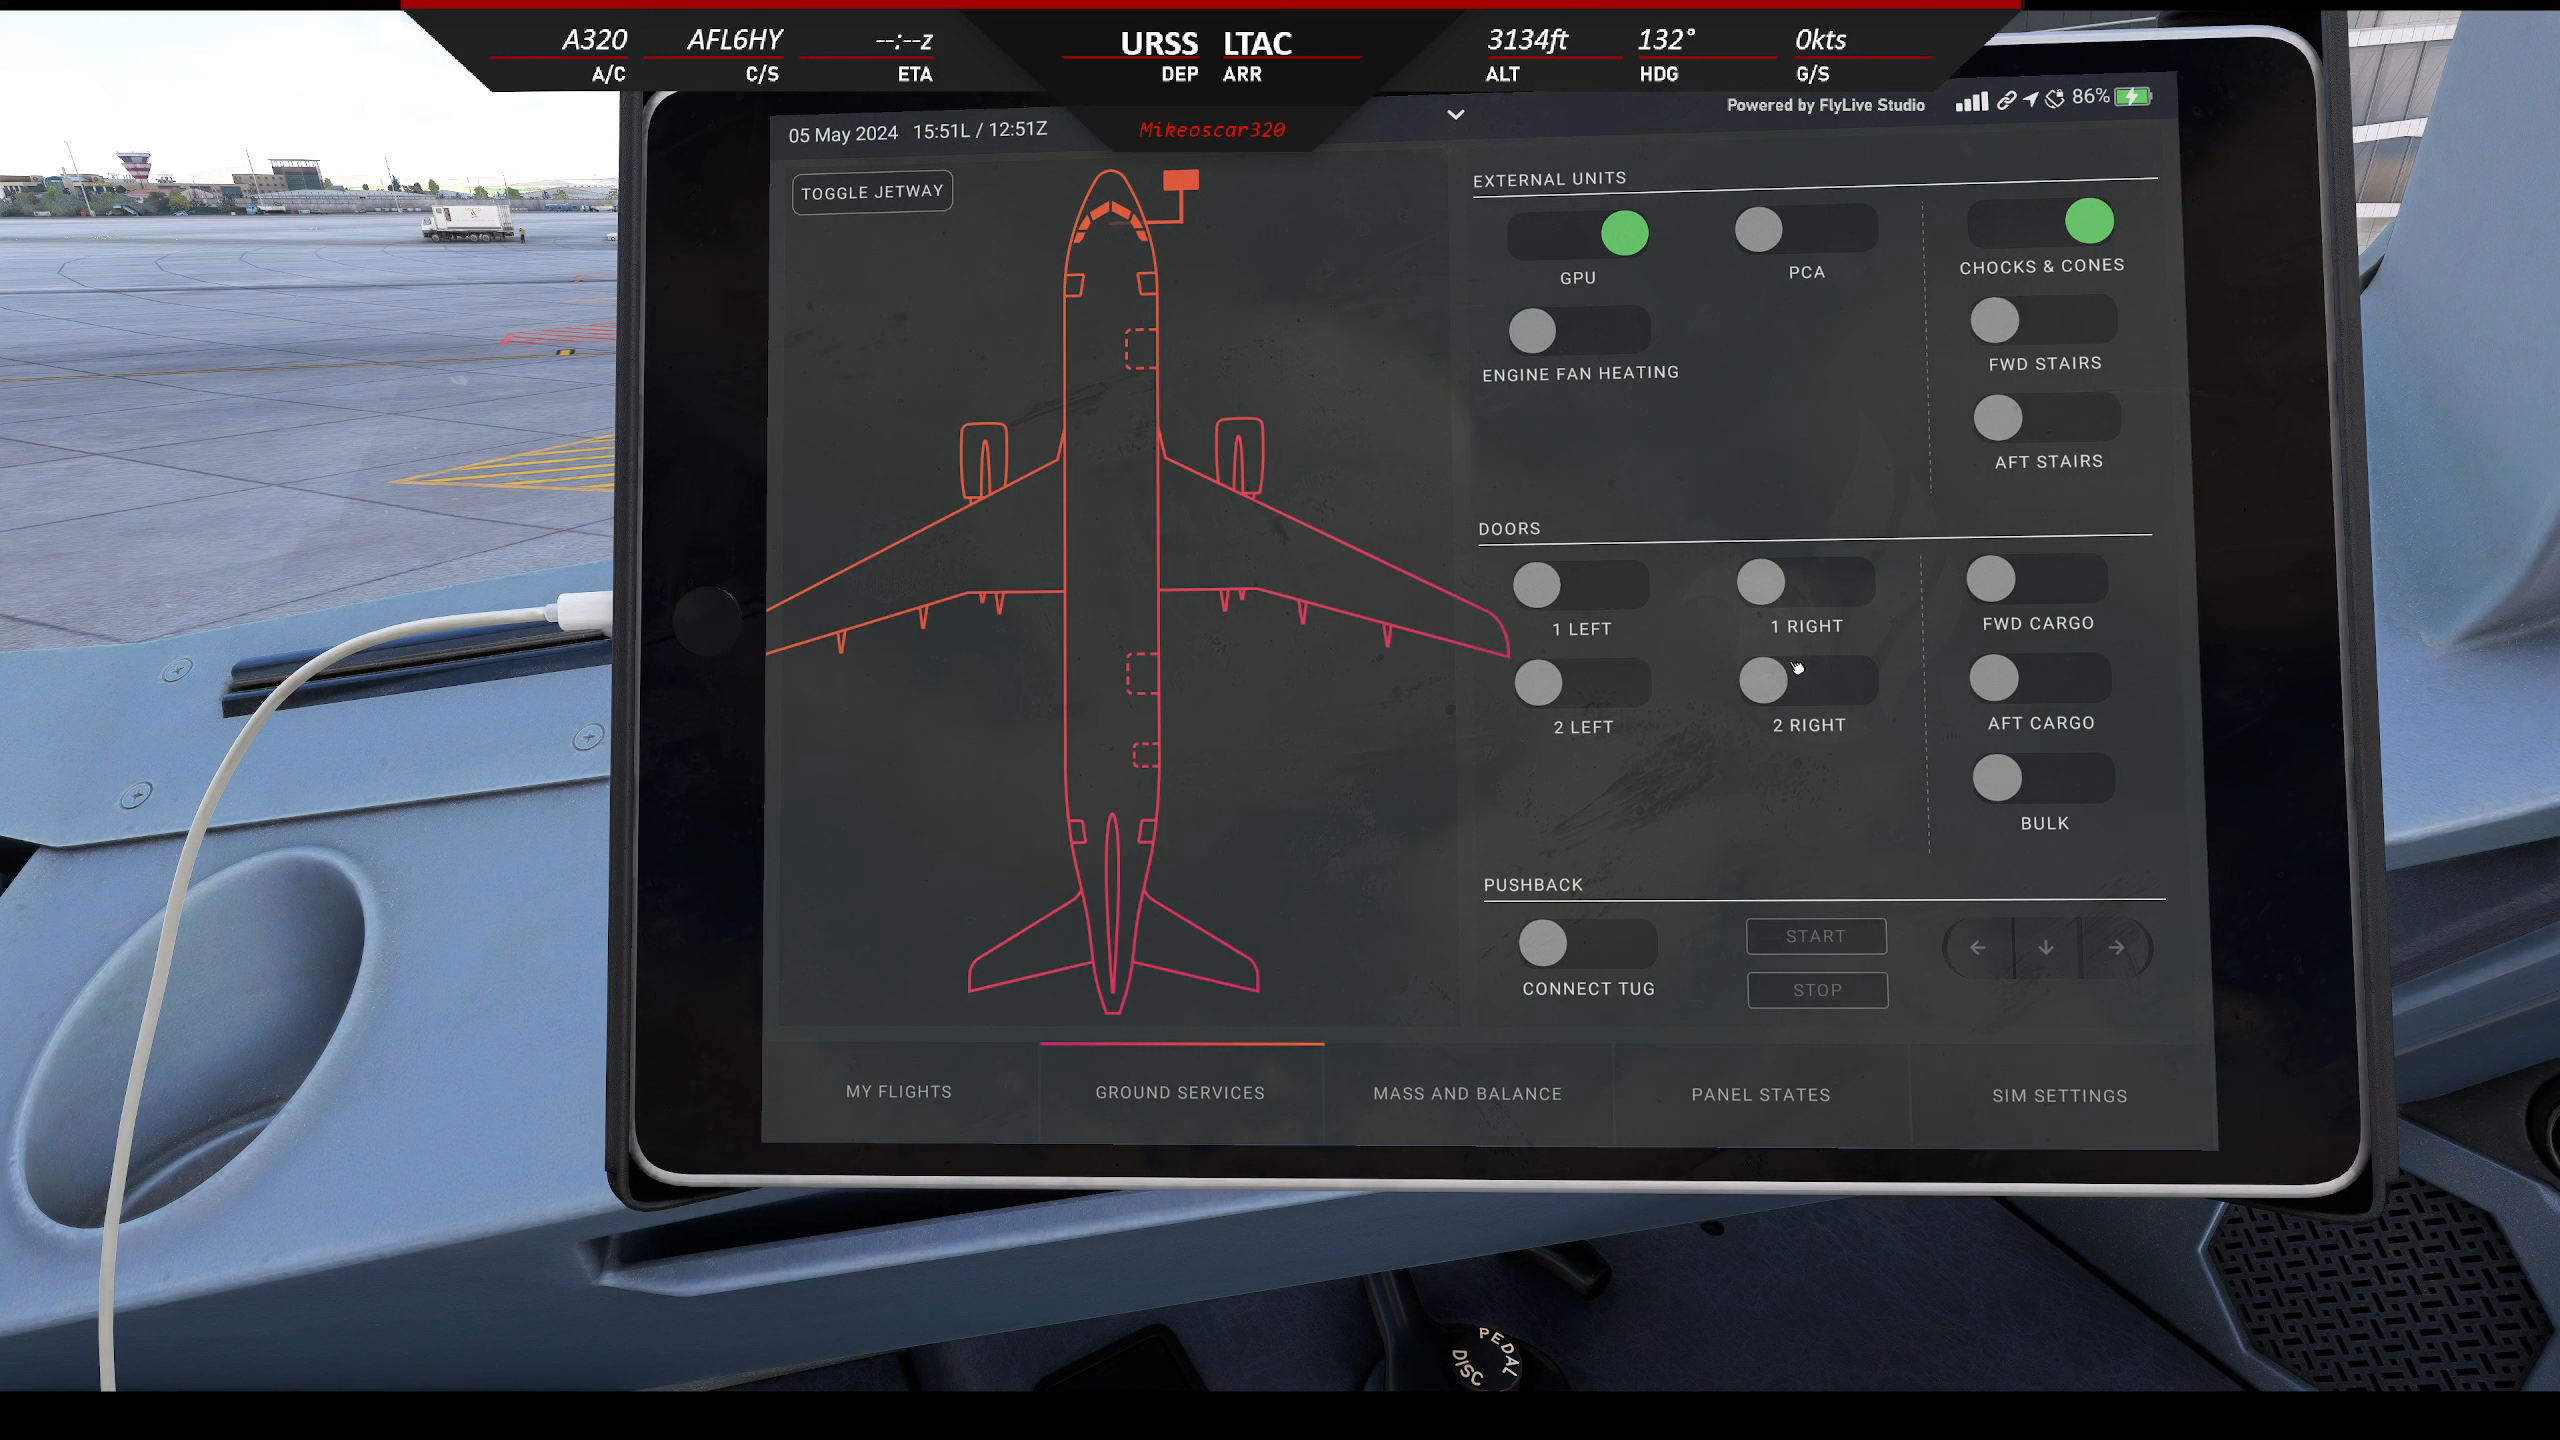 A320 AFL6HY --:--z URSS LTAC 3134ft 132° 0kts
A/C C/S ETA DEP ARR ALT HDG G/S
Mikeoscar320
05 May 2024 15:51L / 12:51Z
Powered by FlyLive Studio
86%
TOGGLE JETWAY
EXTERNAL UNITS
GPU PCA CHOCKS & CONES
ENGINE FAN HEATING FWD STAIRS
AFT STAIRS
DOORS
1 LEFT 1 RIGHT FWD CARGO
2 LEFT 2 RIGHT AFT CARGO
BULK
PUSHBACK
START
CONNECT TUG STOP
MY FLIGHTS GROUND SERVICES MASS AND BALANCE PANEL STATES SIM SETTINGS
PEDAL
DISC